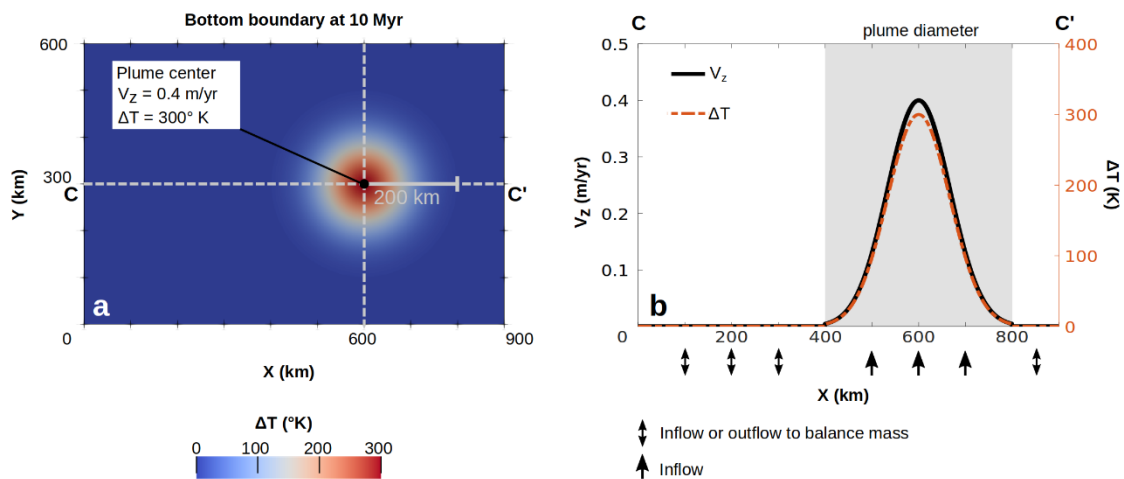 Bottom boundary at 10 Myr
600
Plume center
Vz = 0.4 m/yr
ΔT = 300° K
Y (km)
300
C
C'
200 km
a
0
0
600
900
X (km)
ΔT (°K)
0
100
200
300
C
plume diameter
C'
0.5
400
Vz
ΔT
0.4
300
0.3
Vz (m/yr)
ΔT (K)
200
0.2
100
0.1
b
0
0
200
400
600
800
X (km)
Inflow or outflow to balance mass
Inflow